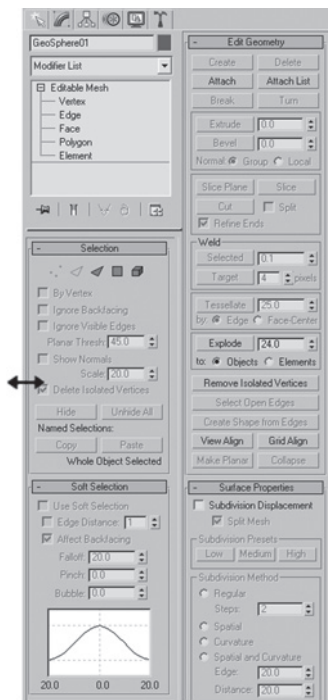 GeoSphere01
Modifier List
Editable Mesh
Vertex
Edge
Face
Polygon
Element
- Selection
By Vertex
Ignore Backfacing
Ignore Visible Edges
Planar Thresh: 45.0
Show Normals
Scale: 20.0
Delete Isolated Vertices
Hide Unhide All
Named Selections:
Copy Paste
Whole Object Selected
- Soft Selection
Use Soft Selection
Edge Distance: 1
Affect Backfacing
Falloff: 20.0
Pinch: 0.0
Bubble: 0.0
20.0 0.0 20.0
- Edit Geometry
Create Delete
Attach Attach List
Break Turn
Extrude 0.0
Bevel 0.0
Normal: Group Local
Slice Plane Slice
Cut Split
Refine Ends
Weld
Selected 0.1
Target 4 pixels
Tessellate 25.0
by: Edge Face-Center
Explode 24.0
to: Objects Elements
Remove Isolated Vertices
Select Open Edges
Create Shape from Edges
View Align Grid Align
Make Planar Collapse
- Surface Properties
Subdivision Displacement
Split Mesh
Subdivision Presets
Low Medium High
Subdivision Method
Regular
Steps: 2
Spatial
Curvature
Spatial and Curvature
Edge: 20.0
Distance: 20.0